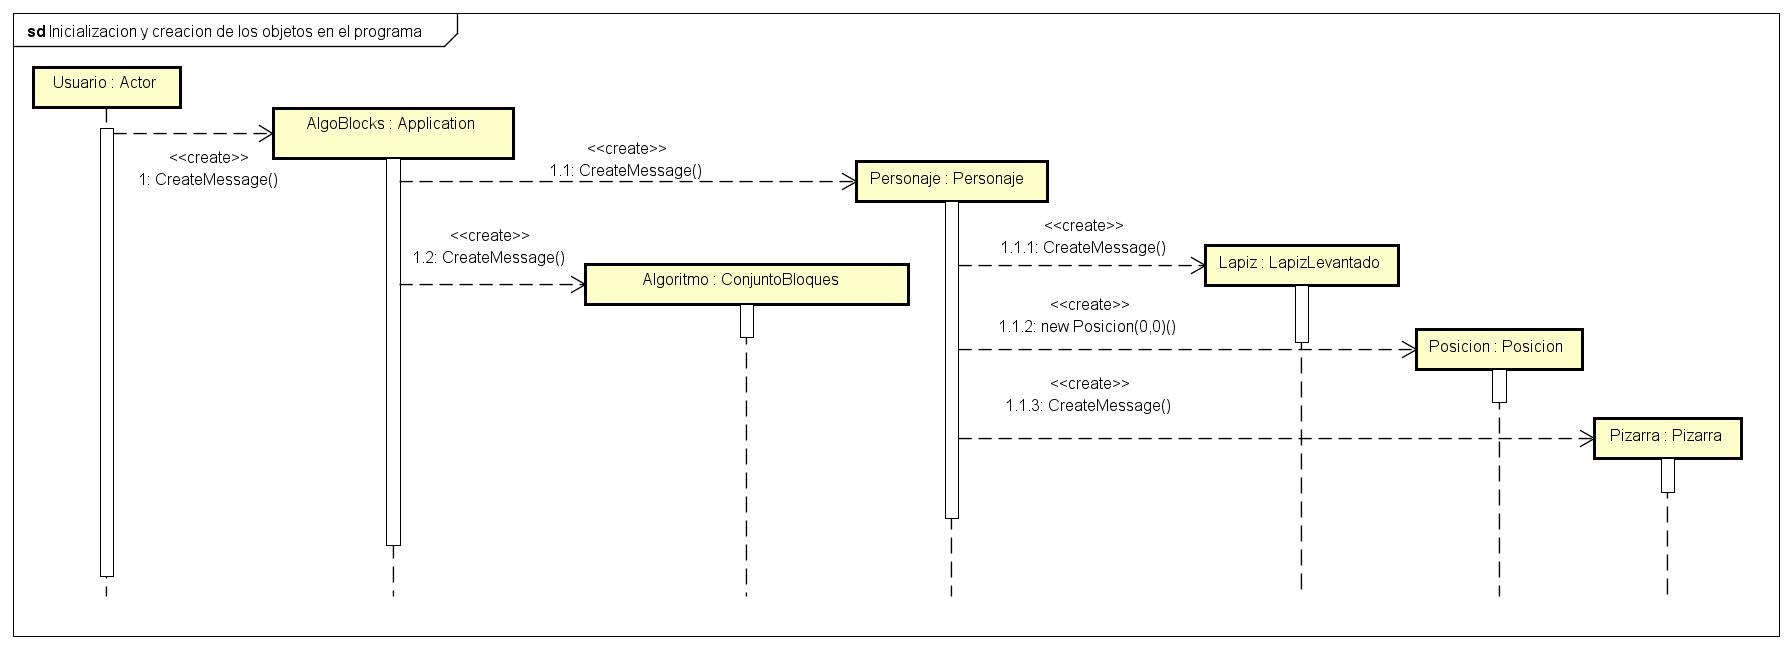 sd Inicializacion y creacion de los objetos en el programa
Usuario : Actor
AlgoBlocks : Application
<<create>>
1: CreateMessage()
<<create>>
1.1: CreateMessage()
Personaje : Personaje
<<create>>
1.2: CreateMessage()
Algoritmo : ConjuntoBloques
<<create>>
1.1.1: CreateMessage()
Lapiz : LapizLevantado
<<create>>
1.1.2: new Posicion(0,0)()
Posicion : Posicion
<<create>>
1.1.3: CreateMessage()
Pizarra : Pizarra